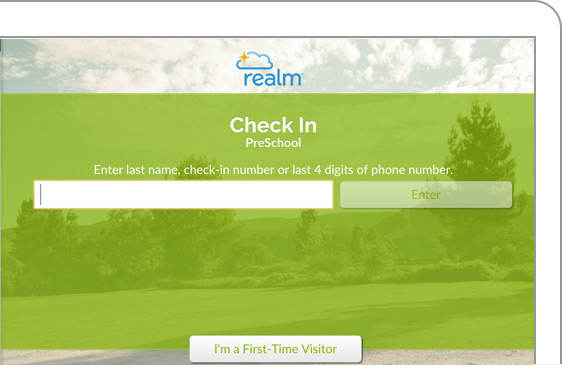 realm
Check In
PreSchool
Enter last name, check-in number or last 4 digits of phone number.
Enter
I'm a First-Time Visitor